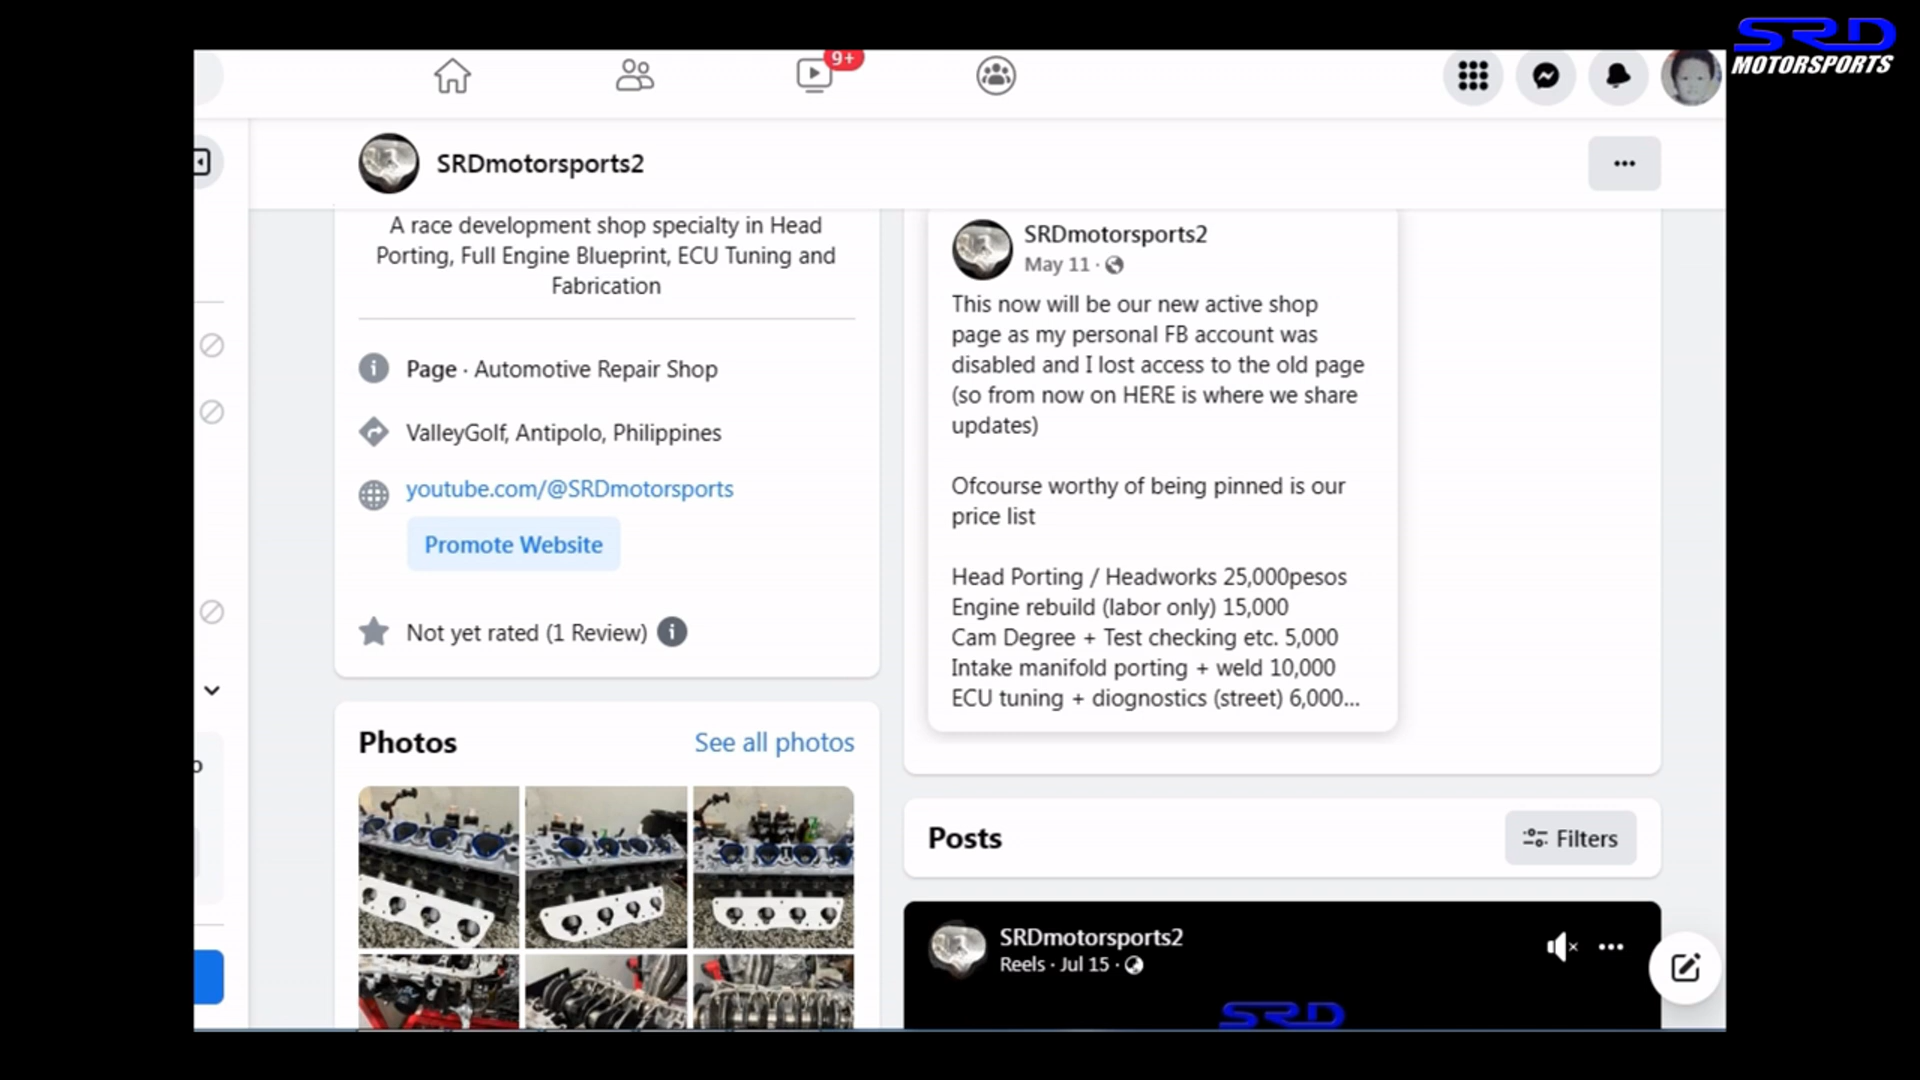 SRD
MOTORSPORTS
9+
SRDmotorsports2
A race development shop specialty in Head
Porting, Full Engine Blueprint, ECU Tuning and
Fabrication
Page · Automotive Repair Shop
ValleyGolf, Antipolo, Philippines
youtube.com/@SRDmotorsports
Promote Website
Not yet rated (1 Review)
Photos
See all photos
SRDmotorsports2
May 11 ·
This now will be our new active shop
page as my personal FB account was
disabled and I lost access to the old page
(so from now on HERE is where we share
updates)
Ofcourse worthy of being pinned is our
price list
Head Porting / Headworks 25,000pesos
Engine rebuild (labor only) 15,000
Cam Degree + Test checking etc. 5,000
Intake manifold porting + weld 10,000
ECU tuning + diognostics (street) 6,000...
Posts
Filters
SRDmotorsports2
Reels · Jul 15 ·
SRD